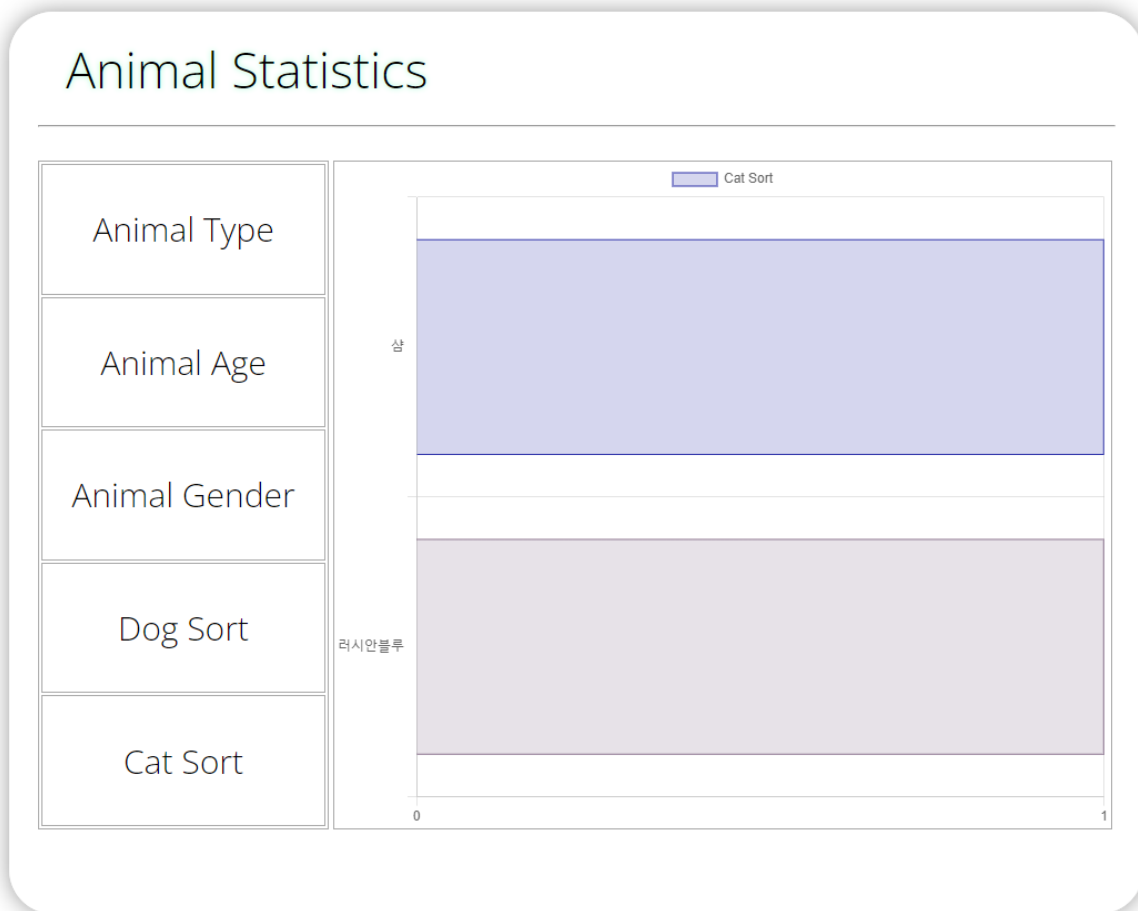 Animal Statistics
Animal Type
Animal Age
Animal Gender
Dog Sort
Cat Sort
Cat Sort
샴
러시안블루
0
1